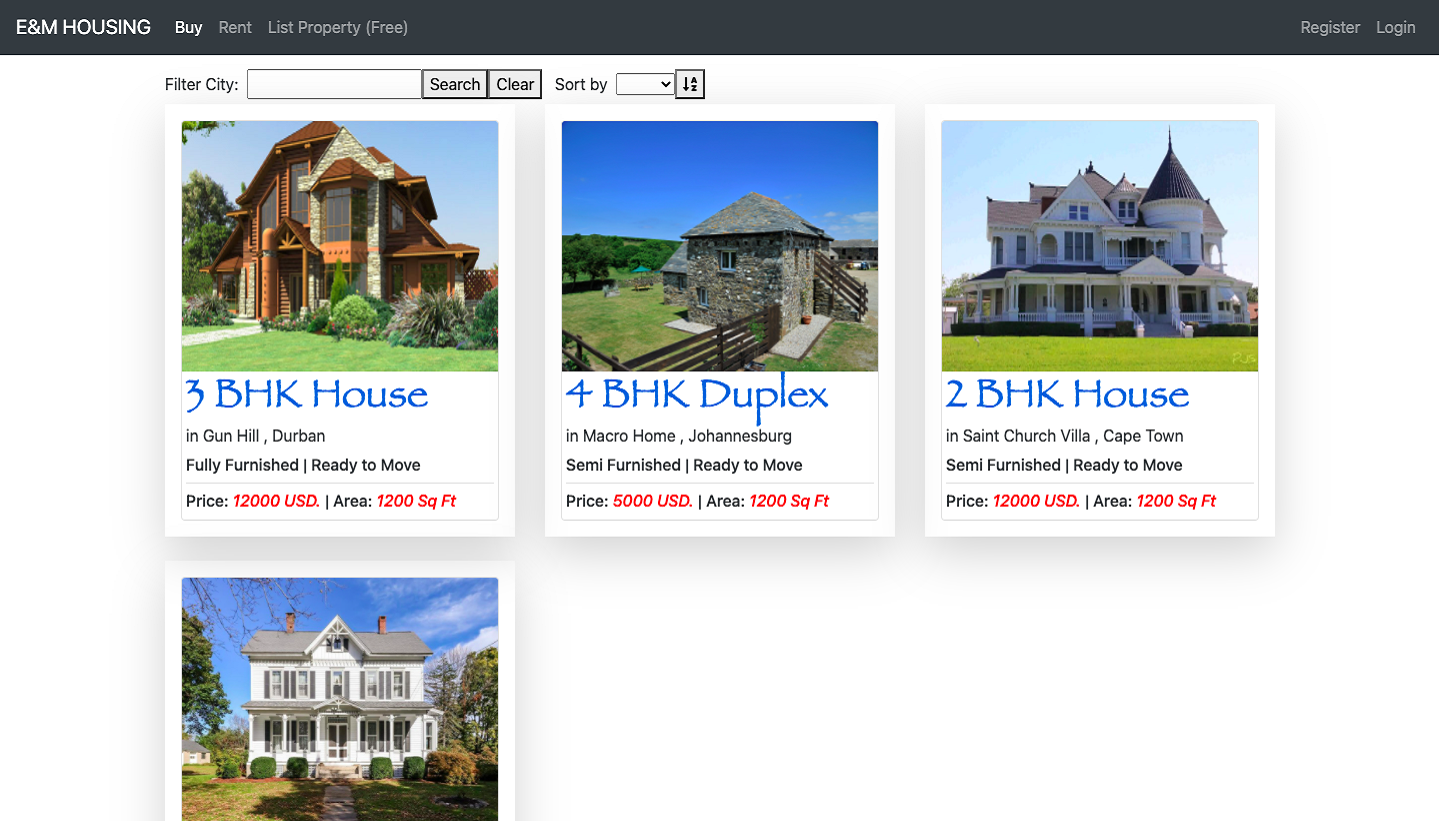 E&M HOUSING Buy Rent List Property (Free) Register Login
Filter City: Search Clear Sort by
3 BHK House
in Gun Hill , Durban
Fully Furnished | Ready to Move
Price: 12000 USD. | Area: 1200 Sq Ft
4 BHK Duplex
in Macro Home , Johannesburg
Semi Furnished | Ready to Move
Price: 5000 USD. | Area: 1200 Sq Ft
2 BHK House
in Saint Church Villa , Cape Town
Semi Furnished | Ready to Move
Price: 12000 USD. | Area: 1200 Sq Ft